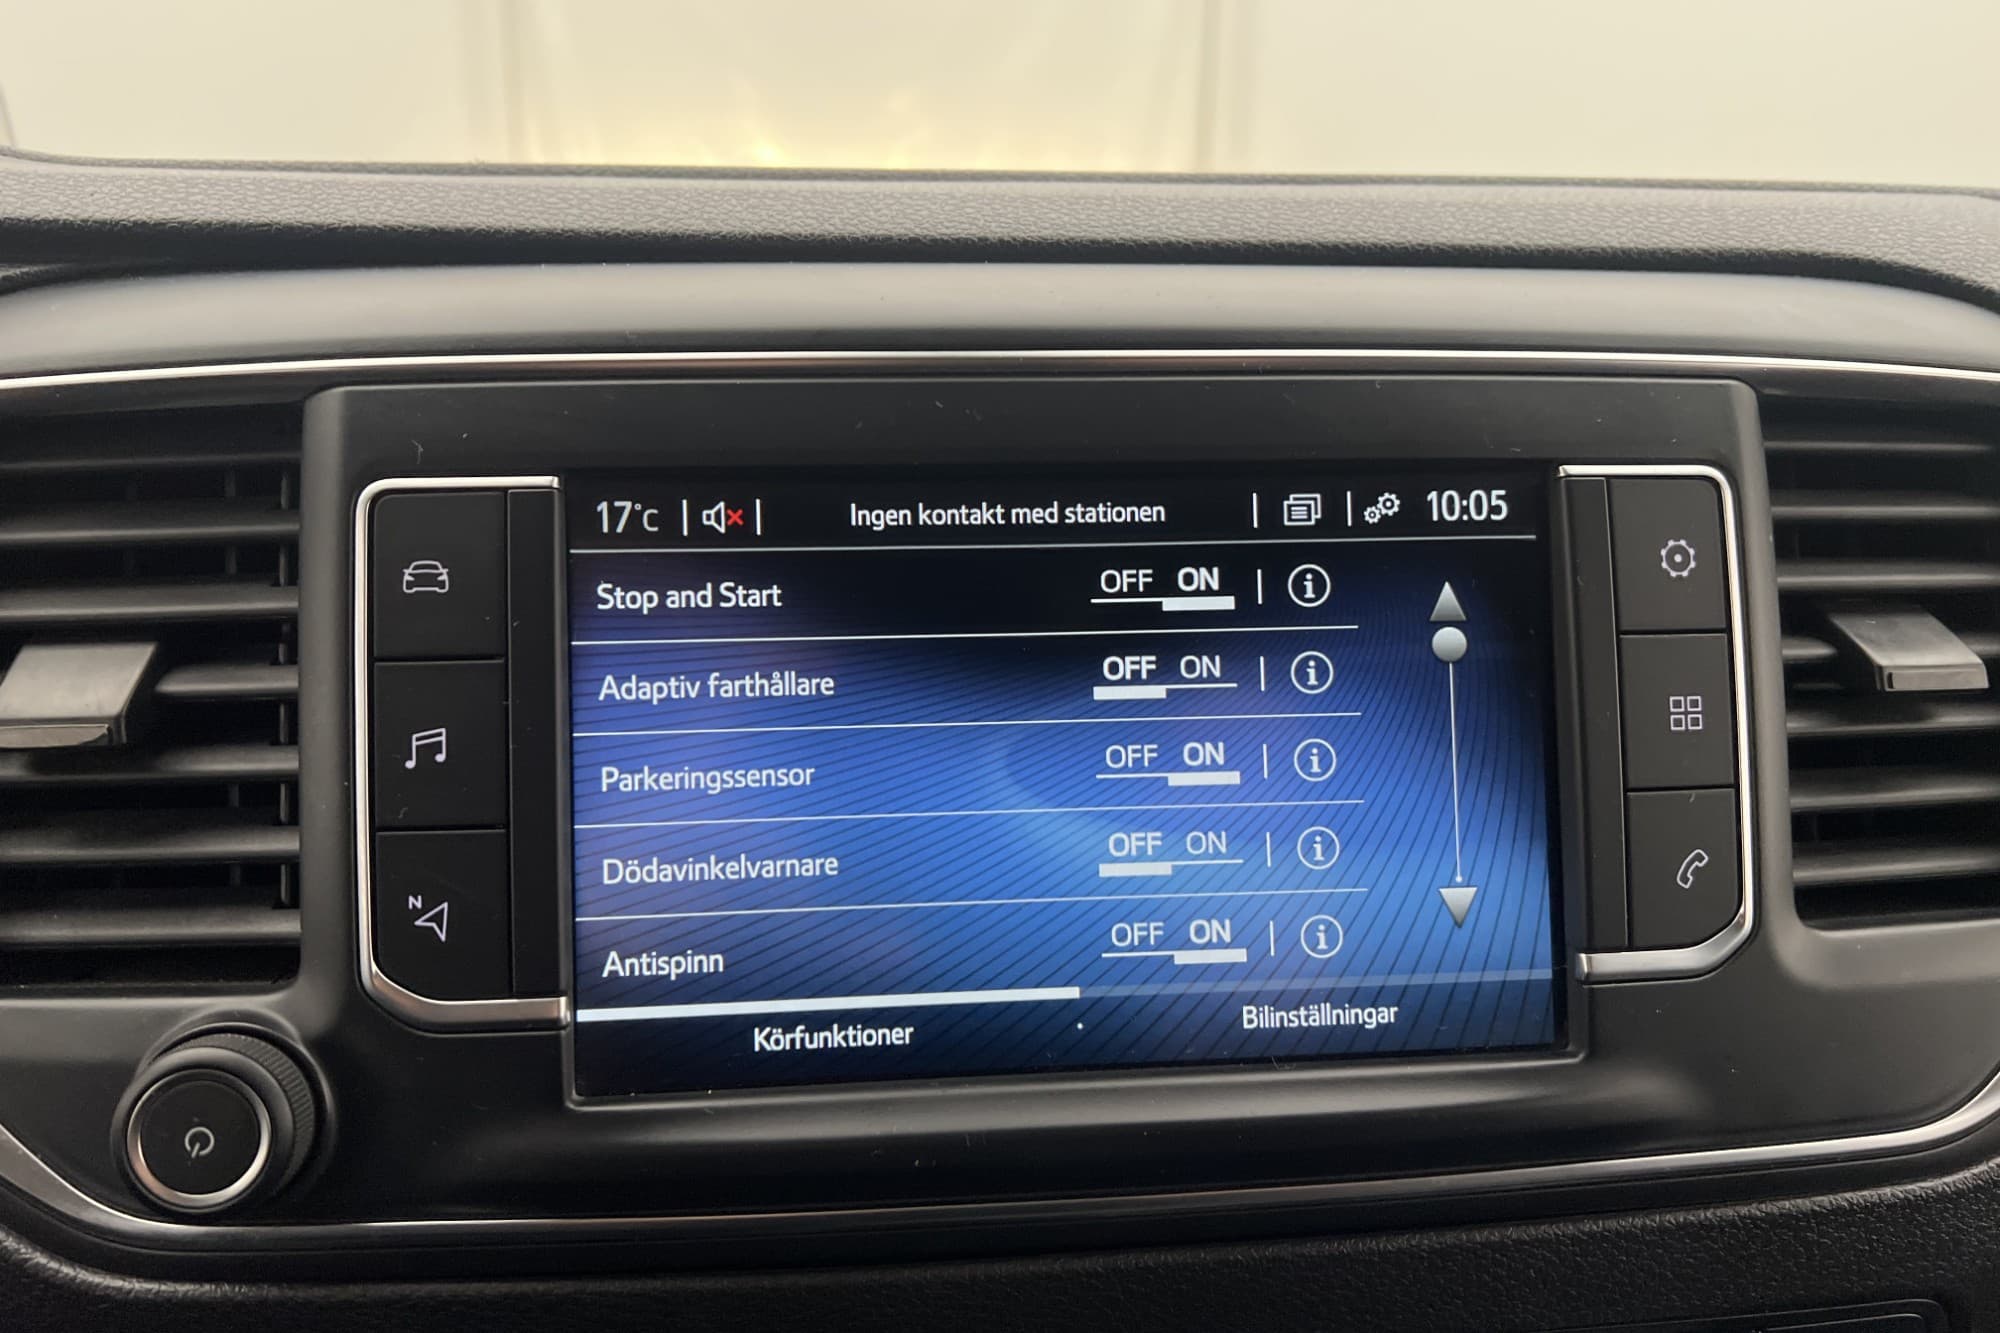 17°C Ingen kontakt med stationen 10:05
Stop and Start OFF ON i
Adaptiv farthållare OFF ON i
Parkeringssensor OFF ON i
Dödavinkelvarnare OFF ON i
Antispinn OFF ON i
Körfunktioner Bilinställningar
N